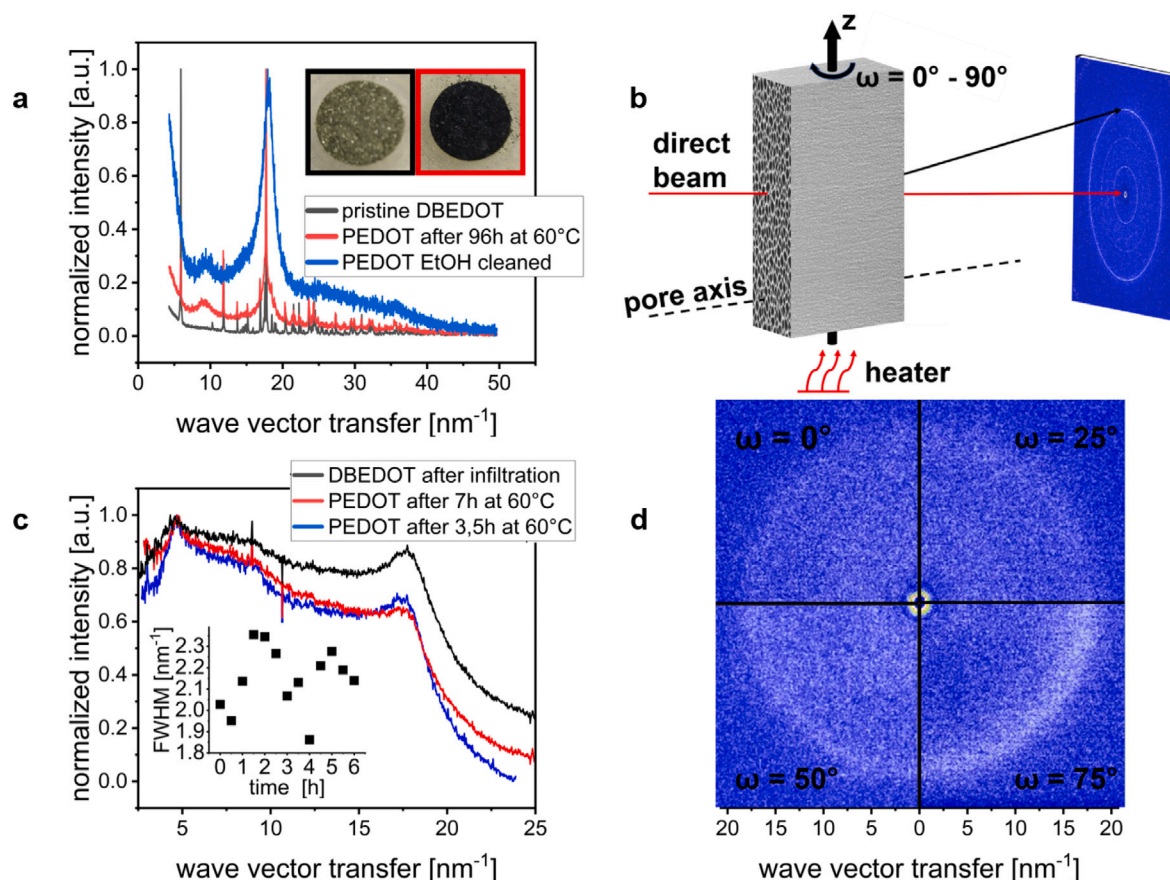 a
normalized intensity [a.u.]
1.0
0.8
0.6
0.4
0.2
0.0
pristine DBEDOT
PEDOT after 96h at 60°C
PEDOT EtOH cleaned
0 10 20 30 40 50
wave vector transfer [nm⁻¹]
b
z
ω = 0° - 90°
direct
beam
pore axis
heater
c
normalized intensity [a.u.]
1.0
0.8
0.6
0.4
0.2
0.0
DBEDOT after infiltration
PEDOT after 7h at 60°C
PEDOT after 3,5h at 60°C
FWHM [nm⁻¹]
2.3
2.2
2.1
2.0
1.9
1.8
0 1 2 3 4 5 6
time [h]
5 10 15 20 25
wave vector transfer [nm⁻¹]
d
ω = 0°
ω = 25°
ω = 50°
ω = 75°
20 15 10 5 0 5 10 15 20
wave vector transfer [nm⁻¹]